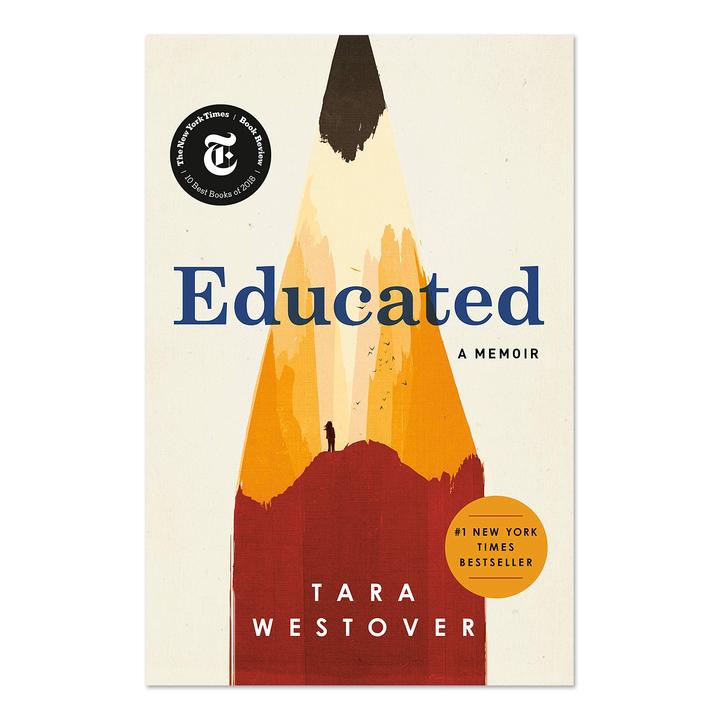 The New York Times | Book Review
| 10 Best Books of 2018 |
T
Educated
A MEMOIR
#1 NEW YORK
TIMES
BESTSELLER
TARA
WESTOVER